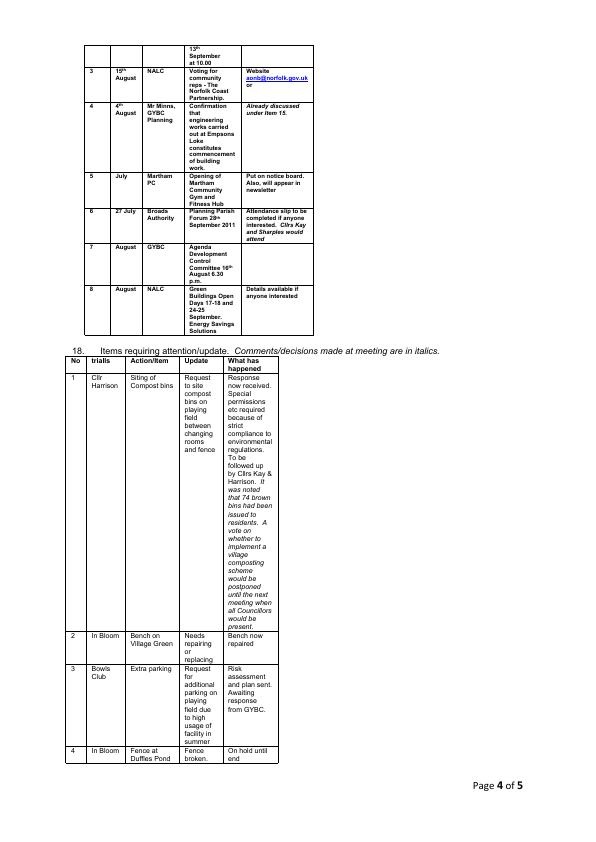 13th
September
at 10.00
3 15th August NALC Voting for community reps - The Norfolk Coast Partnership. Website aonb@norfolk.gov.uk or
4 4th August Mr Minns, GYBC Planning Confirmation that engineering works carried out at Empsons Loke constitutes commencement of building work. Already discussed under Item 15.
5 July Martham PC Opening of Martham Community Gym and Fitness Hub Put on notice board. Also, will appear in newsletter
6 27 July Broads Authority Planning Parish Forum 28th September 2011 Attendance slip to be completed if anyone interested. Cllrs Kay and Sharples would attend
7 August GYBC Agenda Development Control Committee 16th August 6.30 p.m.
8 August NALC Green Buildings Open Days 17-18 and 24-25 September. Energy Savings Solutions Details available if anyone interested
18. Items requiring attention/update. Comments/decisions made at meeting are in italics.
No trialls Action/Item Update What has happened
1 Cllr Harrison Siting of Compost bins Request to site compost bins on playing field between changing rooms and fence Response now received. Special permissions etc required because of strict compliance to environmental regulations. To be followed up by Cllrs Kay & Harrison. It was noted that 74 brown bins had been issued to residents. A vote on whether to implement a village composting scheme would be postponed until the next meeting when all Councillors would be present.
2 In Bloom Bench on Village Green Needs repairing or replacing Bench now repaired
3 Bowls Club Extra parking Request for additional parking on playing field due to high usage of facility in summer Risk assessment and plan sent. Awaiting response from GYBC.
4 In Bloom Fence at Duffles Pond Fence broken. On hold until end
Page 4 of 5